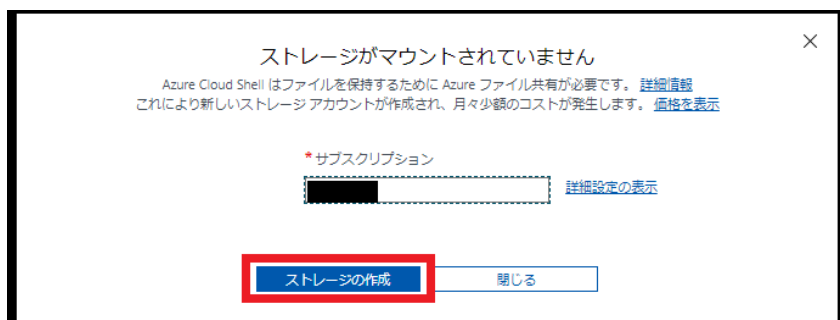 ストレージがマウントされていません
Azure Cloud Shell はファイルを保持するために Azure ファイル共有が必要です。 詳細情報
これにより新しいストレージ アカウントが作成され、月々少額のコストが発生します。 価格を表示
*サブスクリプション
詳細設定の表示
ストレージの作成 閉じる